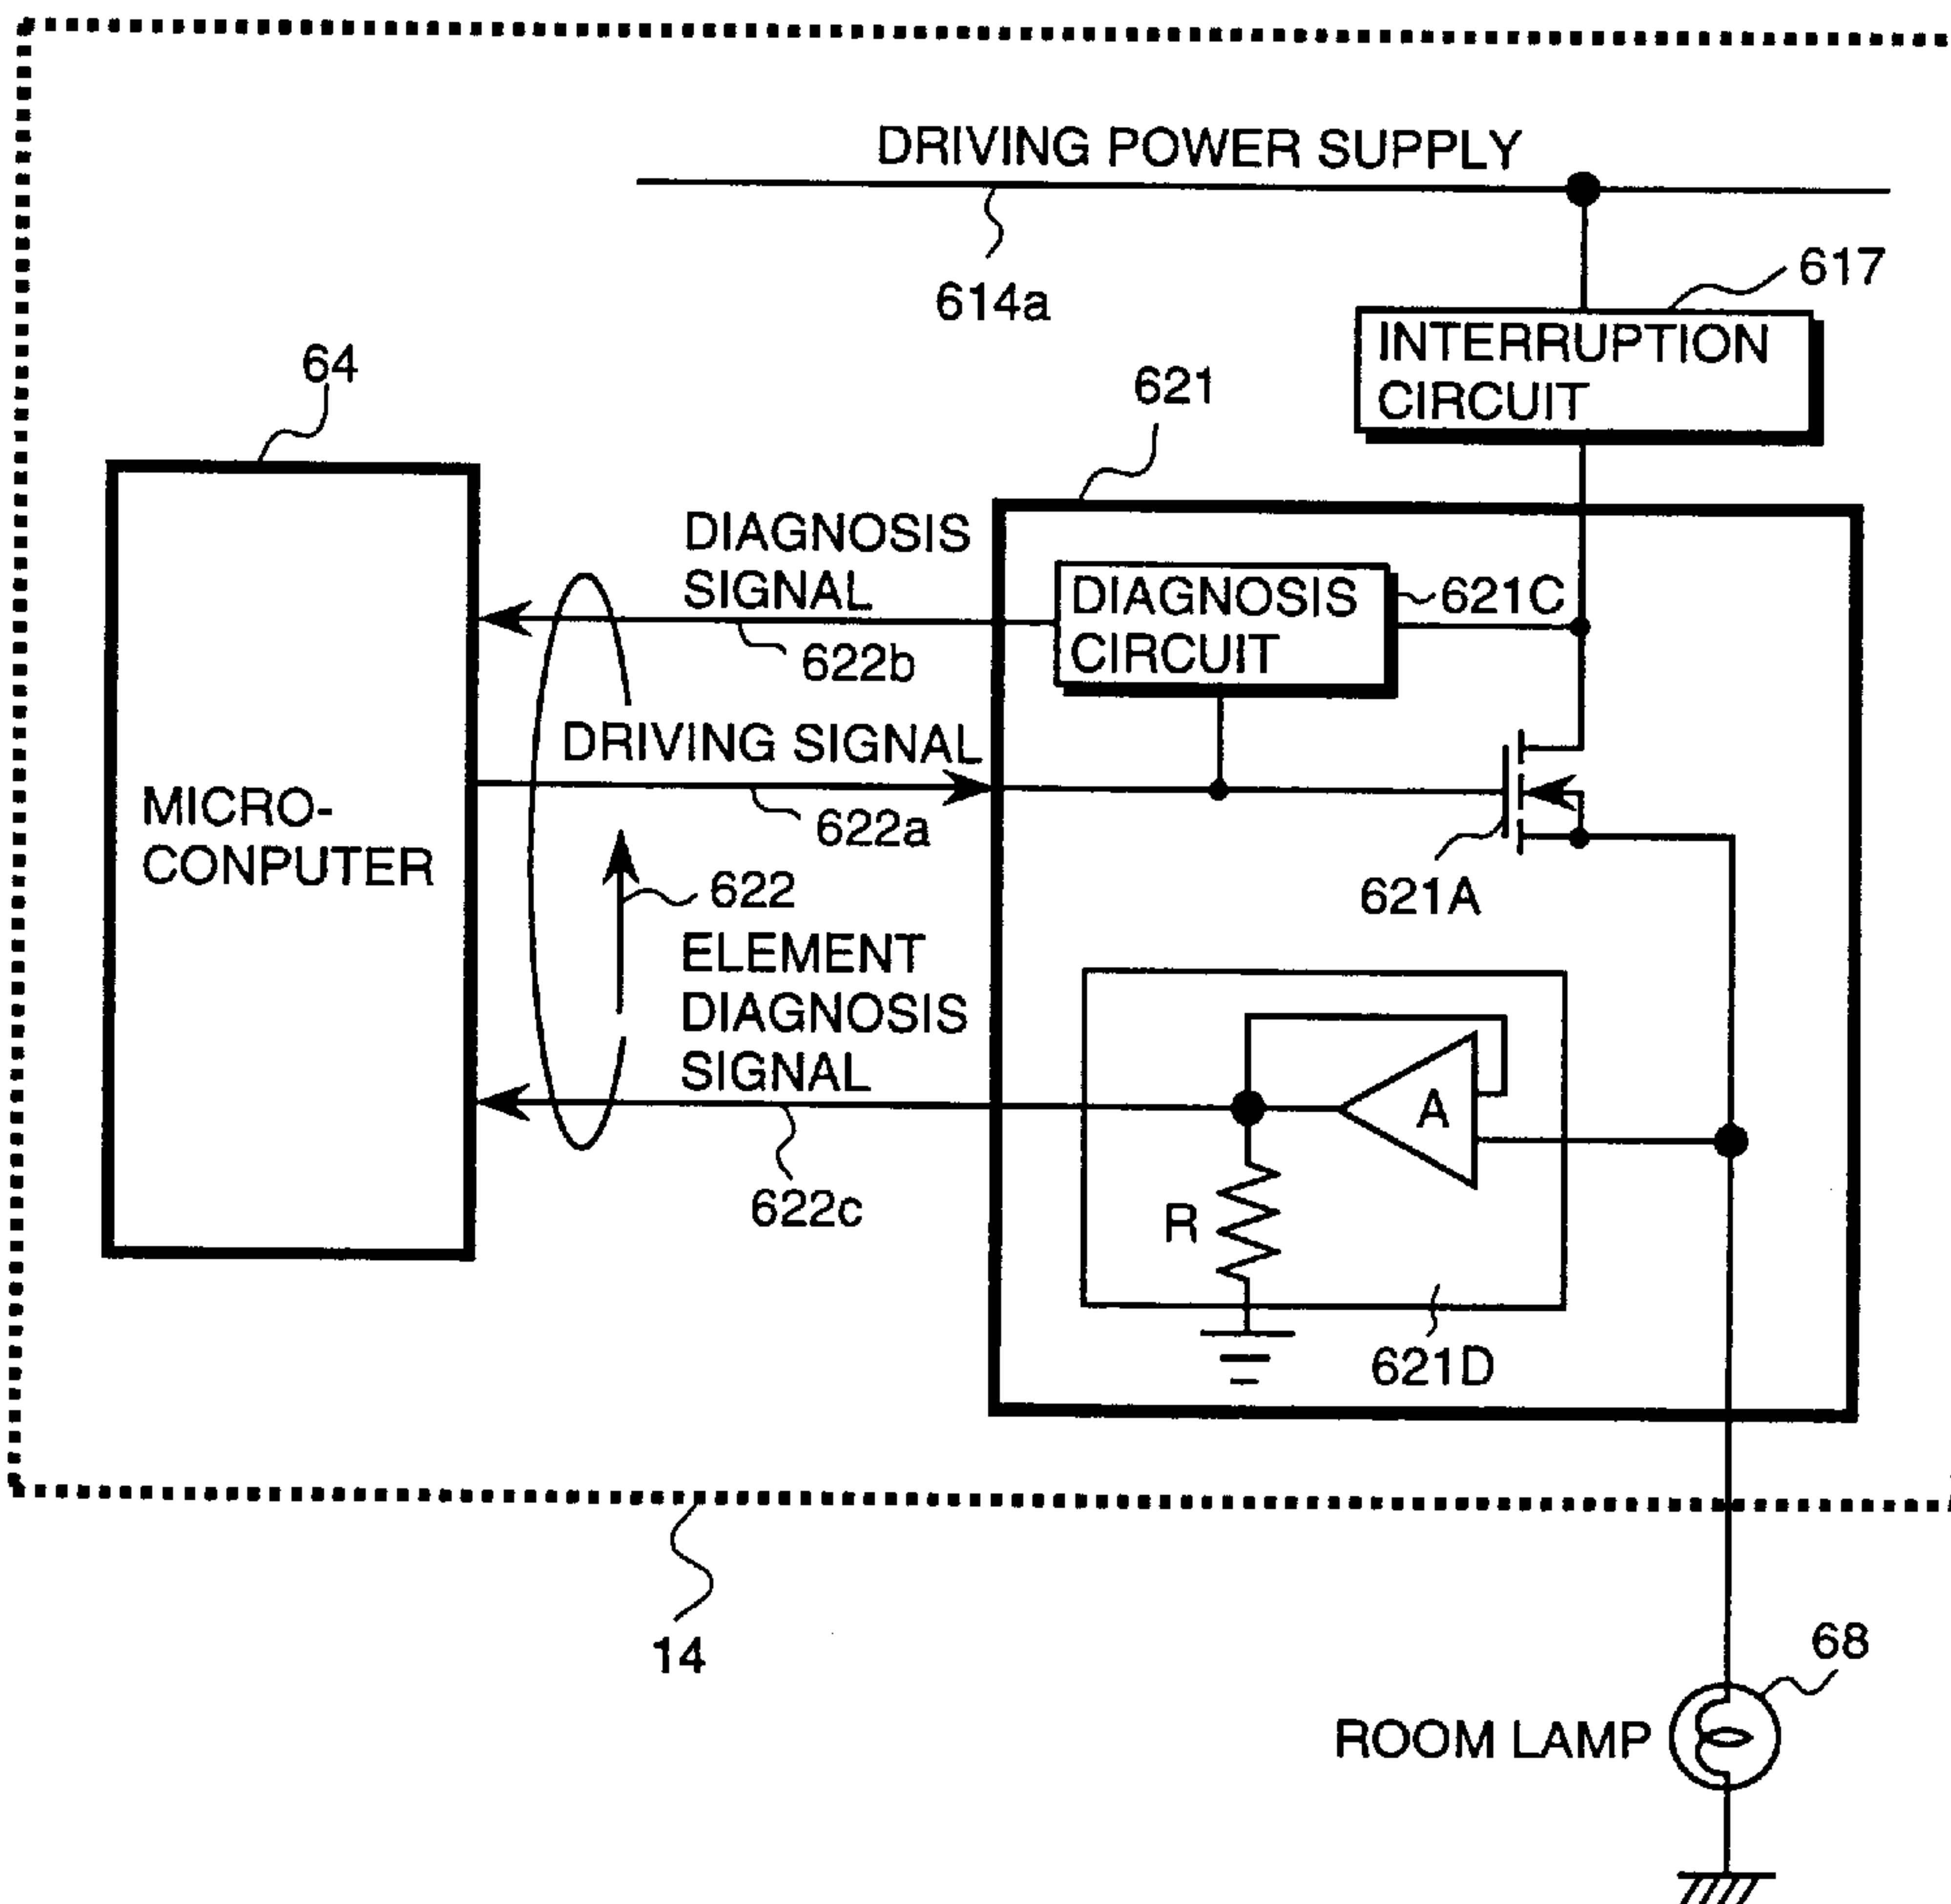 DRIVING POWER SUPPLY
614a
617
INTERRUPTION
CIRCUIT
64
621
DIAGNOSIS
SIGNAL
DIAGNOSIS
CIRCUIT
621C
622b
DRIVING SIGNAL
622a
MICRO-
CONPUTER
621A
622
ELEMENT
DIAGNOSIS
SIGNAL
A
622c
R
621D
14
68
ROOM LAMP